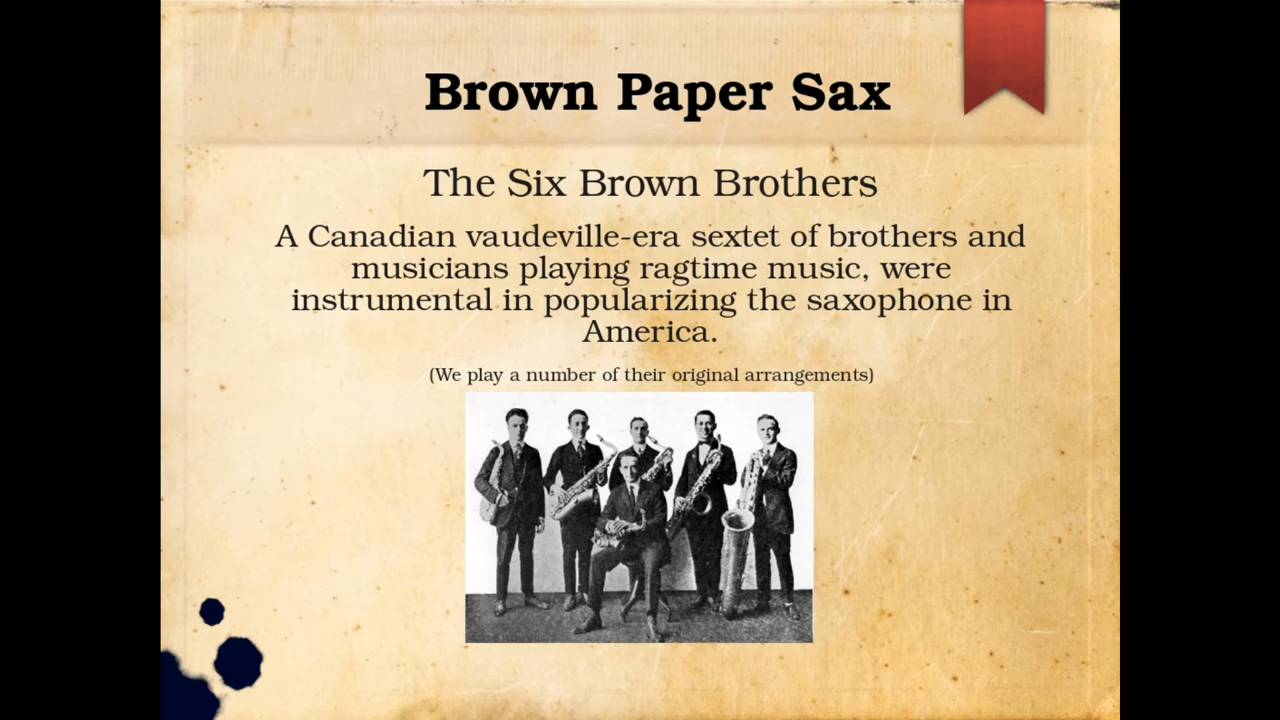 Brown Paper Sax
The Six Brown Brothers
A Canadian vaudeville-era sextet of brothers and
musicians playing ragtime music, were
instrumental in popularizing the saxophone in
America.
(We play a number of their original arrangements)